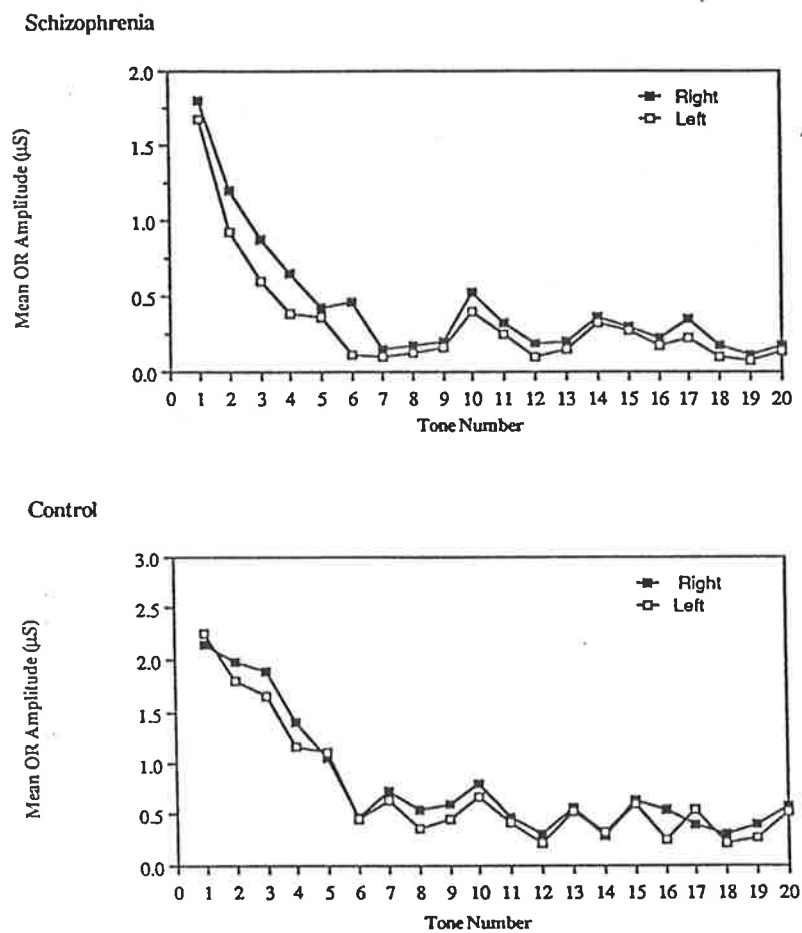 Schizophrenia
Mean OR Amplitude (µS)
2.0
1.5
1.0
0.5
0.0
Right
Left
0 1 2 3 4 5 6 7 8 9 10 11 12 13 14 15 16 17 18 19 20
Tone Number
Control
Mean OR Amplitude (µS)
3.0
2.5
2.0
1.5
1.0
0.5
0.0
Right
Left
0 1 2 3 4 5 6 7 8 9 10 11 12 13 14 15 16 17 18 19 20
Tone Number